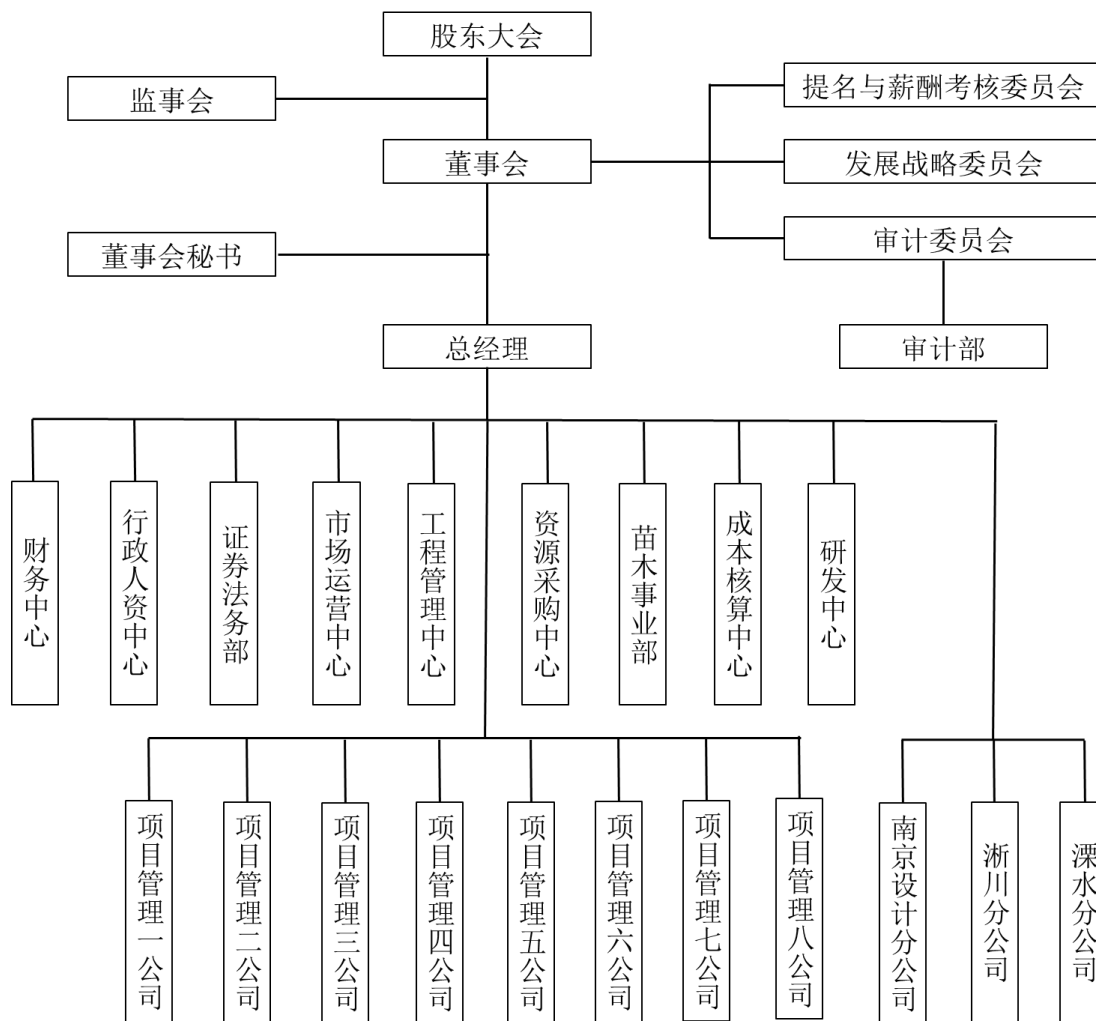 股东大会
监事会
提名与薪酬考核委员会
董事会
发展战略委员会
审计委员会
董事会秘书
总经理
审计部
财务中心
行政人资中心
证券法务部
市场运营中心
工程管理中心
资源采购中心
苗木事业部
成本核算中心
研发中心
项目管理一公司
项目管理二公司
项目管理三公司
项目管理四公司
项目管理五公司
项目管理六公司
项目管理七公司
项目管理八公司
南京设计分公司
淅川分公司
溧水分公司